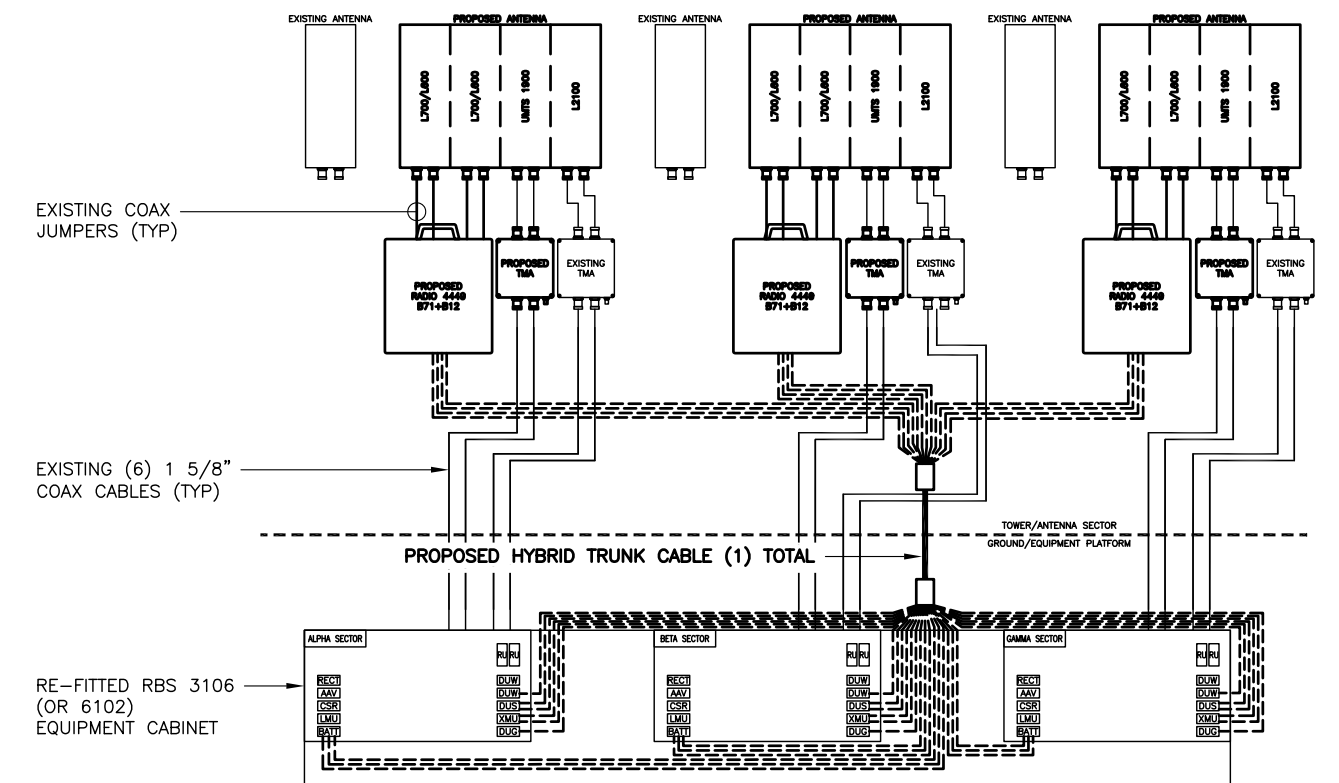 EXISTING ANTENNA
PROPOSED ANTENNA
EXISTING ANTENNA
PROPOSED ANTENNA
EXISTING ANTENNA
PROPOSED ANTENNA
L700/L600
L700/L600
UMTS 1900
L2100
L700/L600
L700/L600
UMTS 1900
L2100
L700/L600
L700/L600
UMTS 1900
L2100
EXISTING COAX
JUMPERS (TYP)
PROPOSED
RADIO 4449
B71+B12
PROPOSED
TMA
EXISTING
TMA
PROPOSED
RADIO 4449
B71+B12
PROPOSED
TMA
EXISTING
TMA
PROPOSED
RADIO 4449
B71+B12
PROPOSED
TMA
EXISTING
TMA
EXISTING (6) 1 5/8"
COAX CABLES (TYP)
TOWER/ANTENNA SECTOR
GROUND/EQUIPMENT PLATFORM
PROPOSED HYBRID TRUNK CABLE (1) TOTAL
RE-FITTED RBS 3106
(OR 6102)
EQUIPMENT CABINET
ALPHA SECTOR
RU RU
RECT
AAV
CSR
LMU
BATT
DUW
DUW
DUS
XMU
DUG
BETA SECTOR
RU RU
RECT
AAV
CSR
LMU
BATT
DUW
DUW
DUS
XMU
DUG
GAMMA SECTOR
RU RU
RECT
AAV
CSR
LMU
BATT
DUW
DUW
DUS
XMU
DUG